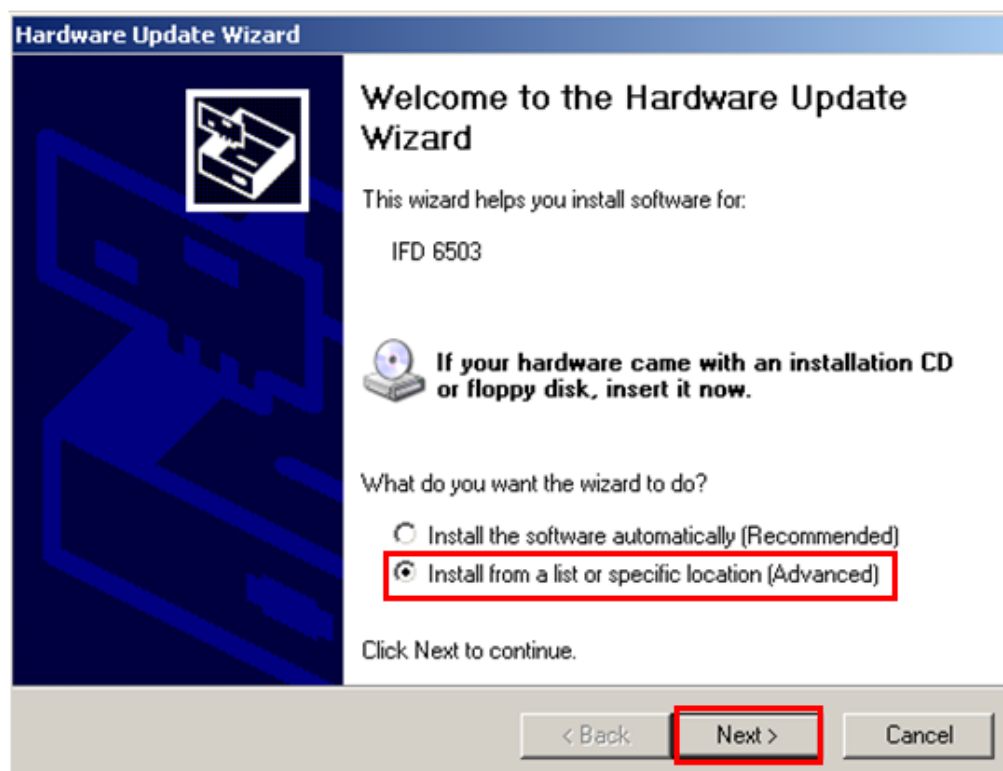 Hardware Update Wizard
Welcome to the Hardware Update
Wizard
This wizard helps you install software for:
IFD 6503
If your hardware came with an installation CD
or floppy disk, insert it now.
What do you want the wizard to do?
Install the software automatically (Recommended)
Install from a list or specific location (Advanced)
Click Next to continue.
< Back
Next >
Cancel